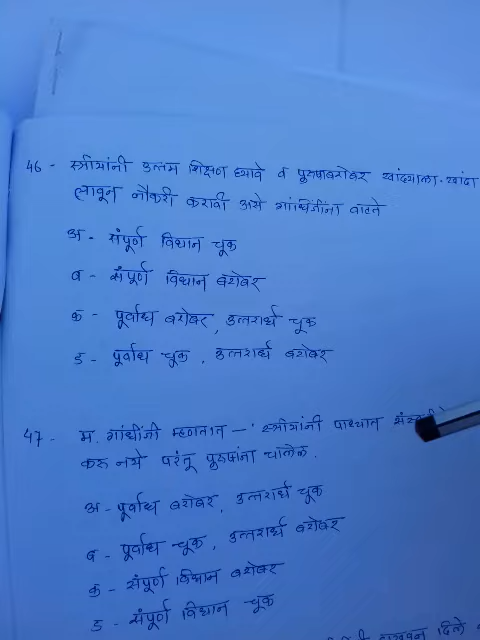 46 - स्त्रीयांनी उत्तम शिक्षण घ्यावे व पुरुषाबरोबर खांद्याला-खांदा
लावून नौकरी करावी असे गांधीजींना वाटते
अ - संपूर्ण विधान चूक
ब - संपूर्ण विधान बरोबर
क - पूर्वार्ध बरोबर, उत्तरार्ध चूक
ड - पूर्वार्ध चूक, उत्तरार्ध बरोबर
47 - म. गांधीजी म्हणतात - 'स्त्रीयांनी पाश्चात
करु नये परंतू पुरुषांना चालेल.
अ - पूर्वार्ध बरोबर, उत्तरार्ध चूक
ब - पूर्वार्ध चूक, उत्तरार्ध बरोबर
क - संपूर्ण विधान बरोबर
ड - संपूर्ण विधान चूक
दिले